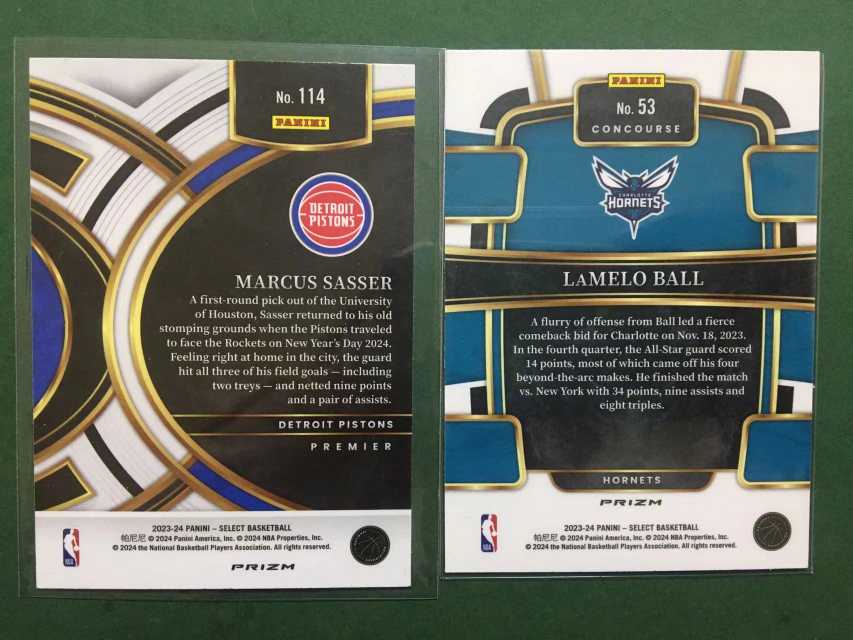 No. 114
PANINI
DETROIT
PISTONS
MARCUS SASSER
A first-round pick out of the University
of Houston, Sasser returned to his old
stomping grounds when the Pistons traveled
to face the Rockets on New Year's Day 2024.
Feeling right at home in the city, the guard
hit all three of his field goals — including
two treys — and netted nine points
and a pair of assists.
DETROIT PISTONS
PREMIER
2023-24 PANINI – SELECT BASKETBALL
帕尼尼 © 2024 Panini America, Inc. © 2024 NBA Properties, Inc.
© 2024 the National Basketball Players Association. All rights reserved.
NBA
PRIZM
PANINI
No. 53
CONCOURSE
CHARLOTTE
HORNETS
LAMELO BALL
A flurry of offense from Ball led a fierce
comeback bid for Charlotte on Nov. 18, 2023.
In the fourth quarter, the All-Star guard scored
14 points, most of which came off his four
beyond-the-arc makes. He finished the match
vs. New York with 34 points, nine assists and
eight triples.
HORNETS
PRIZM
2023-24 PANINI – SELECT BASKETBALL
帕尼尼 © 2024 Panini America, Inc. © 2024 NBA Properties, Inc.
© 2024 the National Basketball Players Association. All rights reserved.
NBA